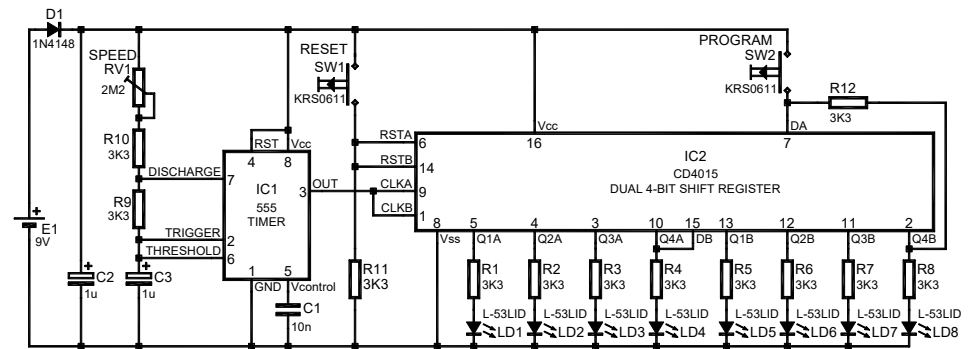 D1
1N4148
SPEED
RV1
2M2
R10
3K3
DISCHARGE
R9
3K3
TRIGGER
THRESHOLD
E1
9V
C2
1u
C3
1u
RST
Vcc
4
8
7
IC1
555
TIMER
3
OUT
2
6
1
5
GND
Vcontrol
C1
10n
RESET
SW1
KRS0611
R11
3K3
RSTA
6
RSTB
14
CLKA
9
CLKB
1
Vcc
16
IC2
CD4015
DUAL 4-BIT SHIFT REGISTER
PROGRAM
SW2
KRS0611
R12
3K3
DA
7
8 5 4 3 10 15 13 12 11 2
Vss Q1A Q2A Q3A Q4A DB Q1B Q2B Q3B Q4B
R1 R2 R3 R4 R5 R6 R7 R8
3K3 3K3 3K3 3K3 3K3 3K3 3K3 3K3
L-53LID L-53LID L-53LID L-53LID L-53LID L-53LID L-53LID L-53LID
LD1 LD2 LD3 LD4 LD5 LD6 LD7 LD8